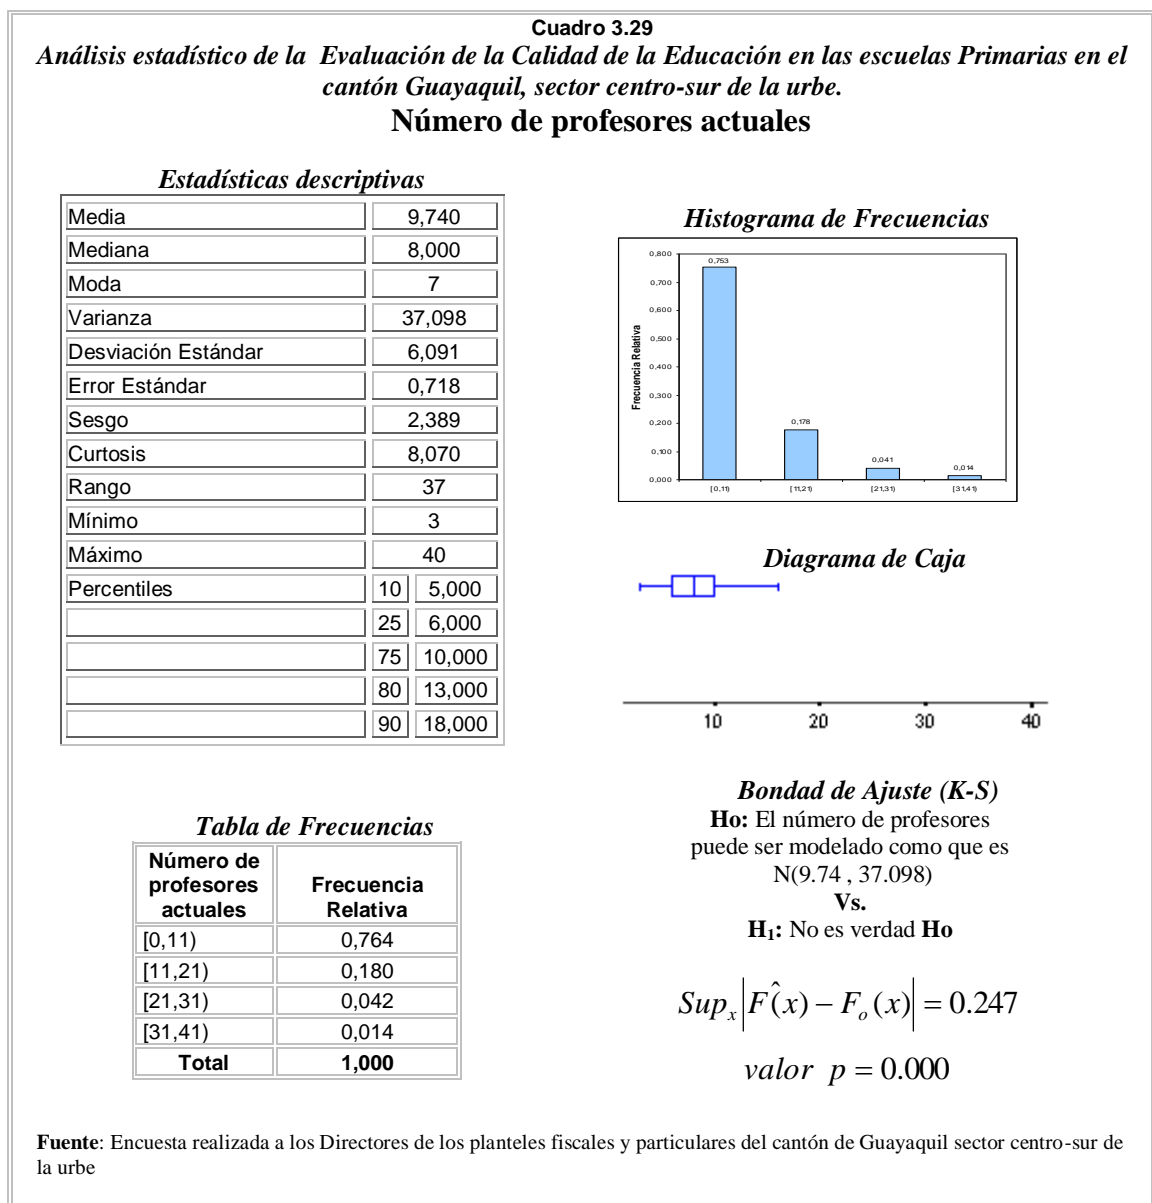 Cuadro 3.29
Análisis estadístico de la Evaluación de la Calidad de la Educación en las escuelas Primarias en el
cantón Guayaquil, sector centro-sur de la urbe.
Número de profesores actuales
Estadísticas descriptivas
Media 9,740
Mediana 8,000
Moda 7
Varianza 37,098
Desviación Estándar 6,091
Error Estándar 0,718
Sesgo 2,389
Curtosis 8,070
Rango 37
Mínimo 3
Máximo 40
Percentiles 10 5,000
25 6,000
75 10,000
80 13,000
90 18,000
Histograma de Frecuencias
Frecuencia Relativa
0,800
0,700
0,600
0,500
0,400
0,300
0,200
0,100
0,000
0,753
0,178
0,041
0,014
[0,11) [11,21) [21,31) [31,41)
Diagrama de Caja
10 20 30 40
Tabla de Frecuencias
Número de
profesores
actuales
Frecuencia
Relativa
[0,11) 0,764
[11,21) 0,180
[21,31) 0,042
[31,41) 0,014
Total 1,000
Bondad de Ajuste (K-S)
Ho: El número de profesores
puede ser modelado como que es
N(9.74 , 37.098)
Vs.
H₁: No es verdad Ho
Supₓ|F̂(x) − Fₒ(x)| = 0.247
valor p = 0.000
Fuente: Encuesta realizada a los Directores de los planteles fiscales y particulares del cantón de Guayaquil sector centro-sur de
la urbe